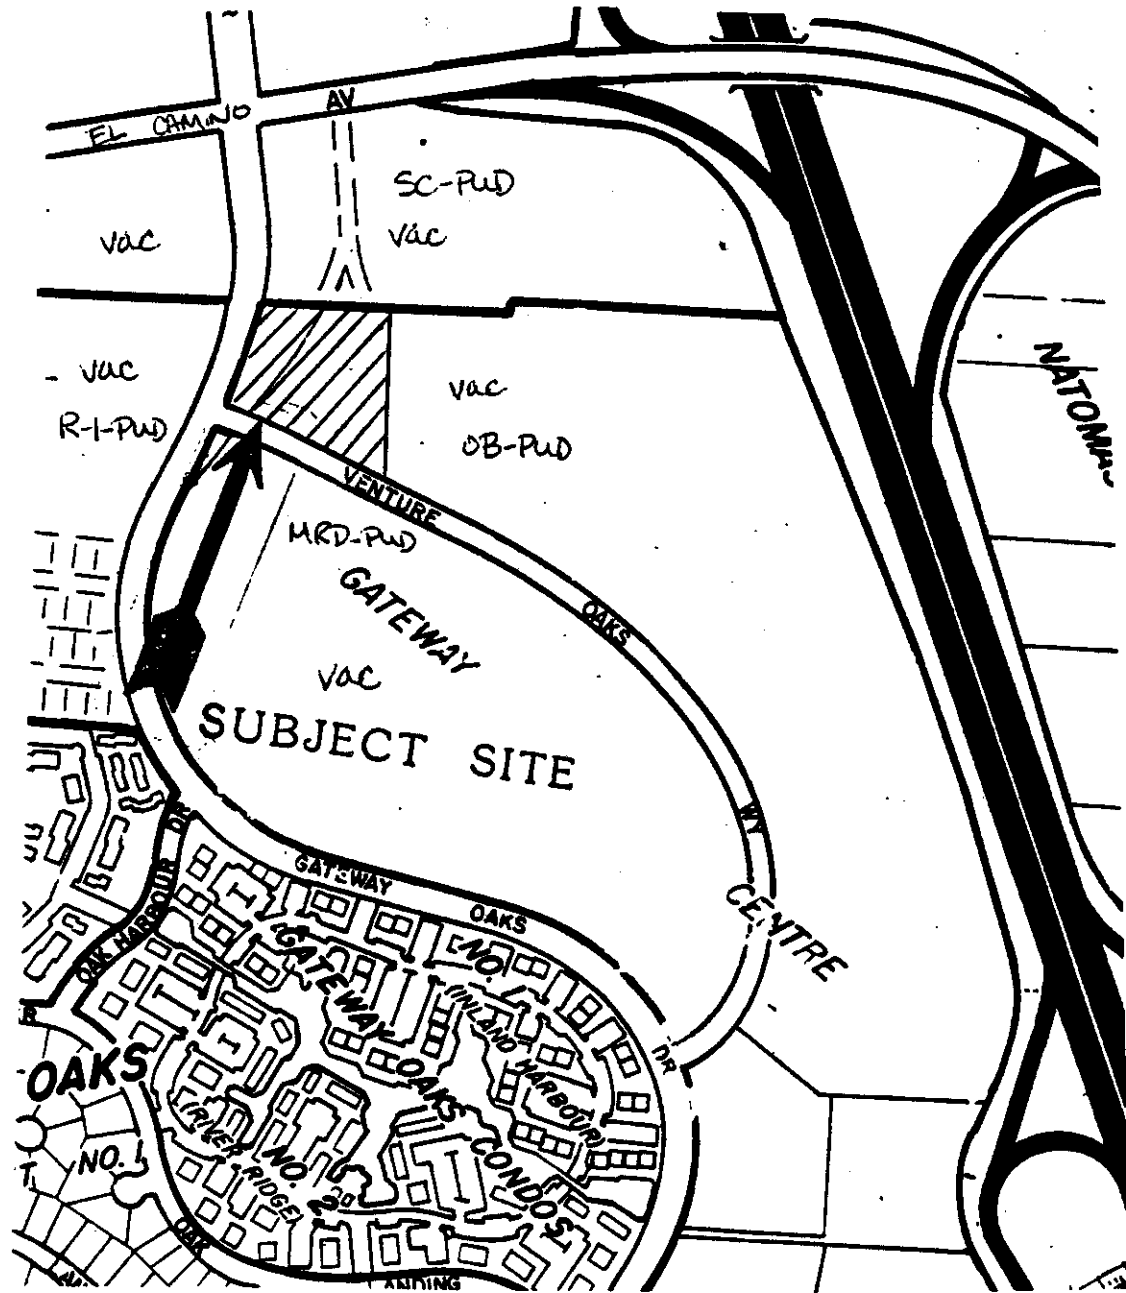 EL CAMINO AV
SC-PUD
vac
vac
vac
R-1-PUD
vac
OB-PUD
NATOMA
VENTURE OAKS WY
MRD-PUD
GATEWAY
CENTRE
vac
SUBJECT SITE
OAK HARBOUR DR
GATEWAY OAKS DR
GATEWAY OAKS CONDOS
NO. 1
(INLAND HARBOUR)
OAKS
NO. 1
NO. 2
(RIVER RIDGE)
OAK
ANDING